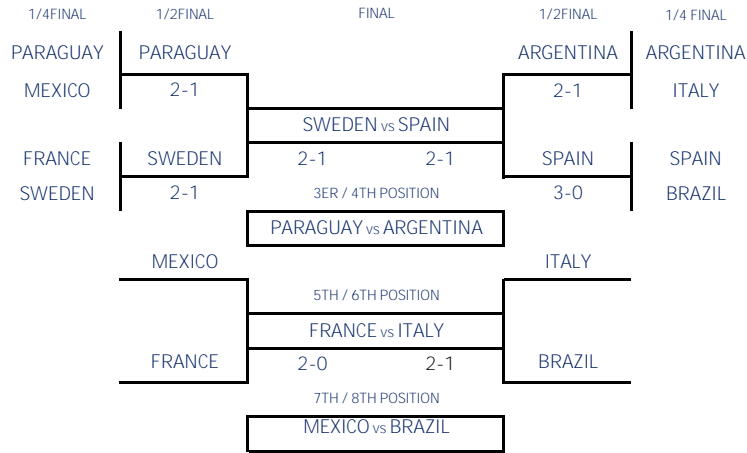 1/4FINAL 1/2FINAL FINAL 1/2FINAL 1/4 FINAL
PARAGUAY PARAGUAY ARGENTINA ARGENTINA
MEXICO 2-1 2-1 ITALY
SWEDEN vs SPAIN
FRANCE SWEDEN 2-1 2-1 SPAIN SPAIN
SWEDEN 2-1 3ER / 4TH POSITION 3-0 BRAZIL
PARAGUAY vs ARGENTINA
MEXICO ITALY
5TH / 6TH POSITION
FRANCE vs ITALY
FRANCE 2-0 2-1 BRAZIL
7TH / 8TH POSITION
MEXICO vs BRAZIL